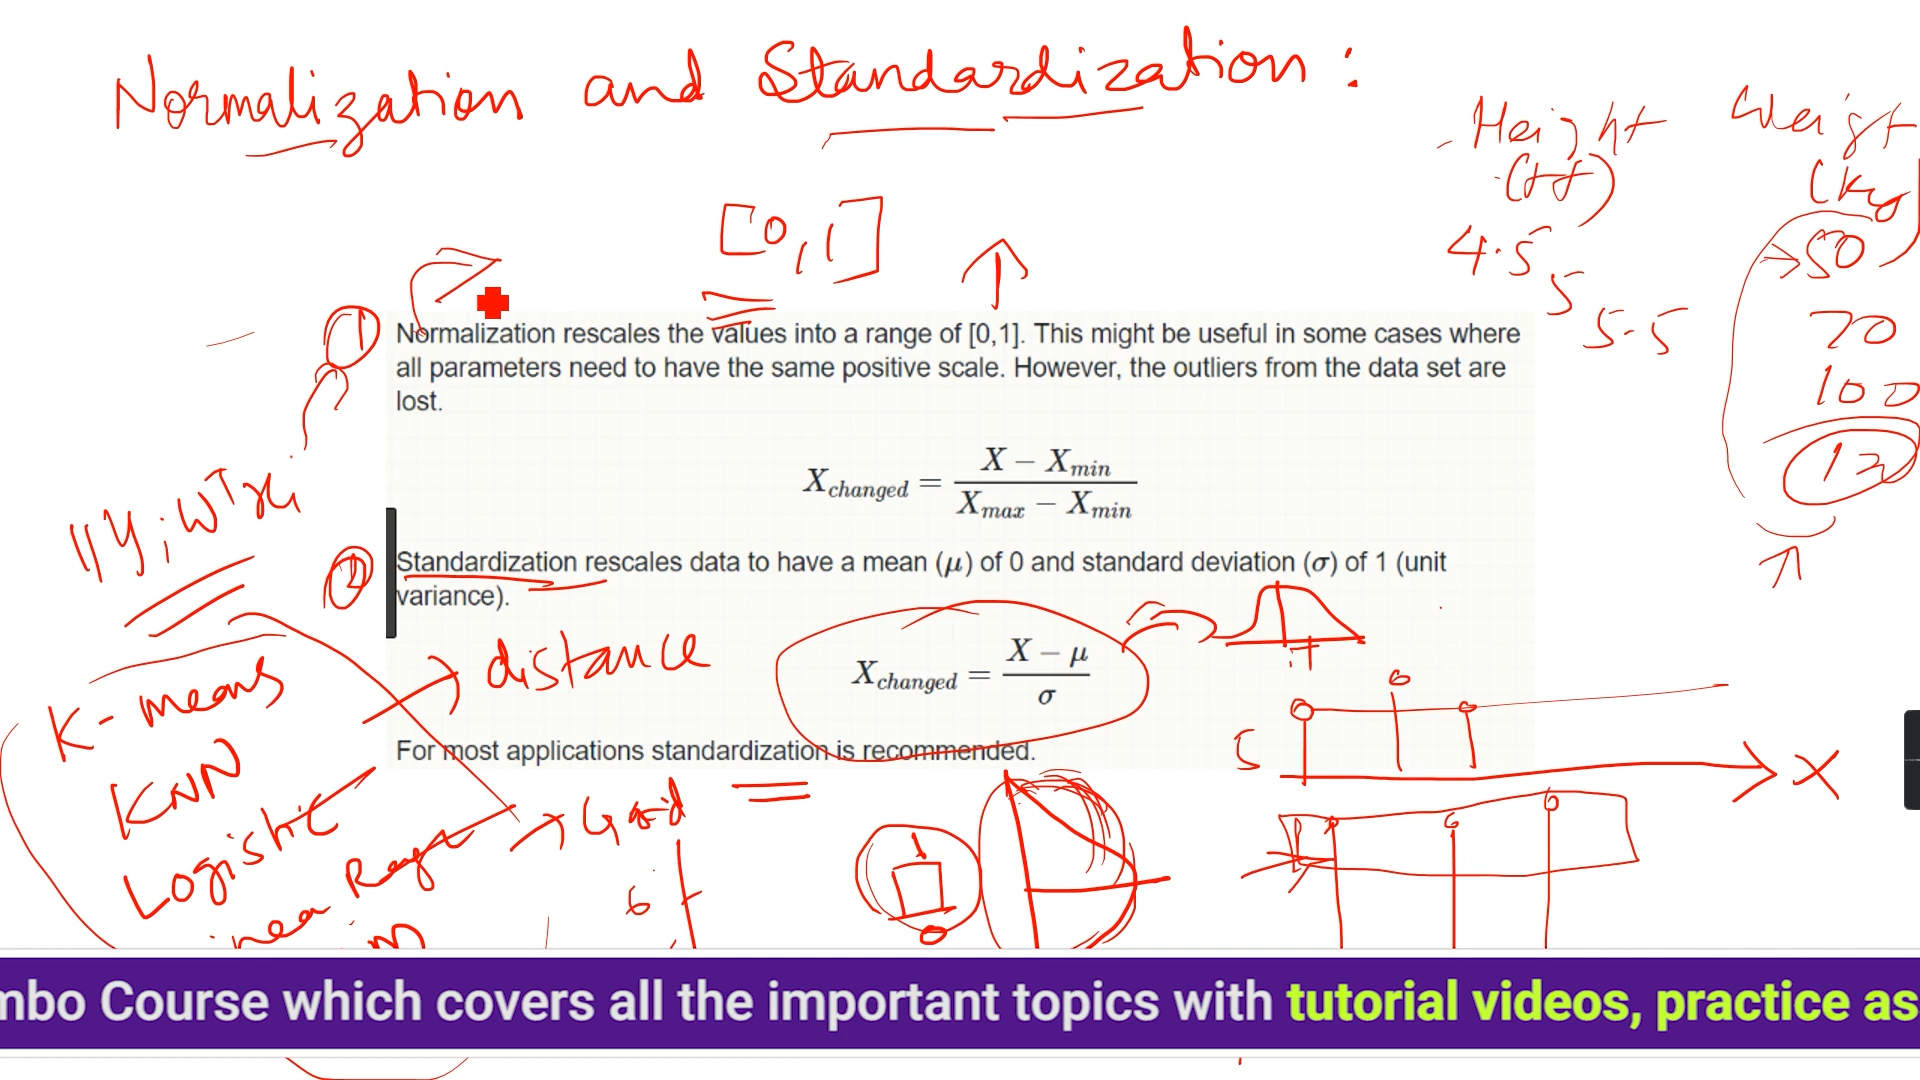 Normalization and Standardization :
Height Weight
(ft) (Kg)
[0,1]
4.5 50
5
5.5 70
100
①
Normalization rescales the values into a range of [0,1]. This might be useful in some cases where
all parameters need to have the same positive scale. However, the outliers from the data set are
lost.
X_changed = (X − X_min) / (X_max − X_min)
②
Standardization rescales data to have a mean (μ) of 0 and standard deviation (σ) of 1 (unit
variance).
→ distance
X_changed = (X − μ) / σ
K-means
KNN
Logistic
For most applications standardization is recommended.
5
X
6
mbo Course which covers all the important topics with tutorial videos, practice as